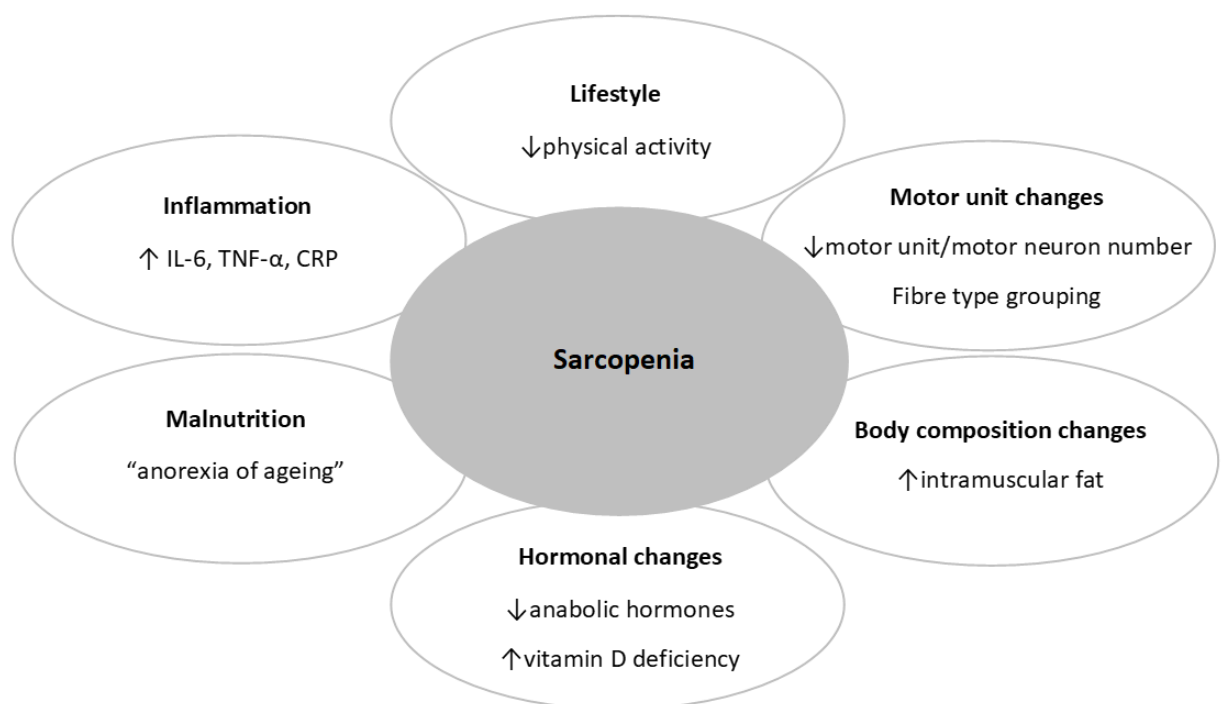 Lifestyle
↓physical activity
Inflammation
↑ IL-6, TNF-α, CRP
Motor unit changes
↓motor unit/motor neuron number
Fibre type grouping
Sarcopenia
Malnutrition
“anorexia of ageing”
Body composition changes
↑intramuscular fat
Hormonal changes
↓anabolic hormones
↑vitamin D deficiency